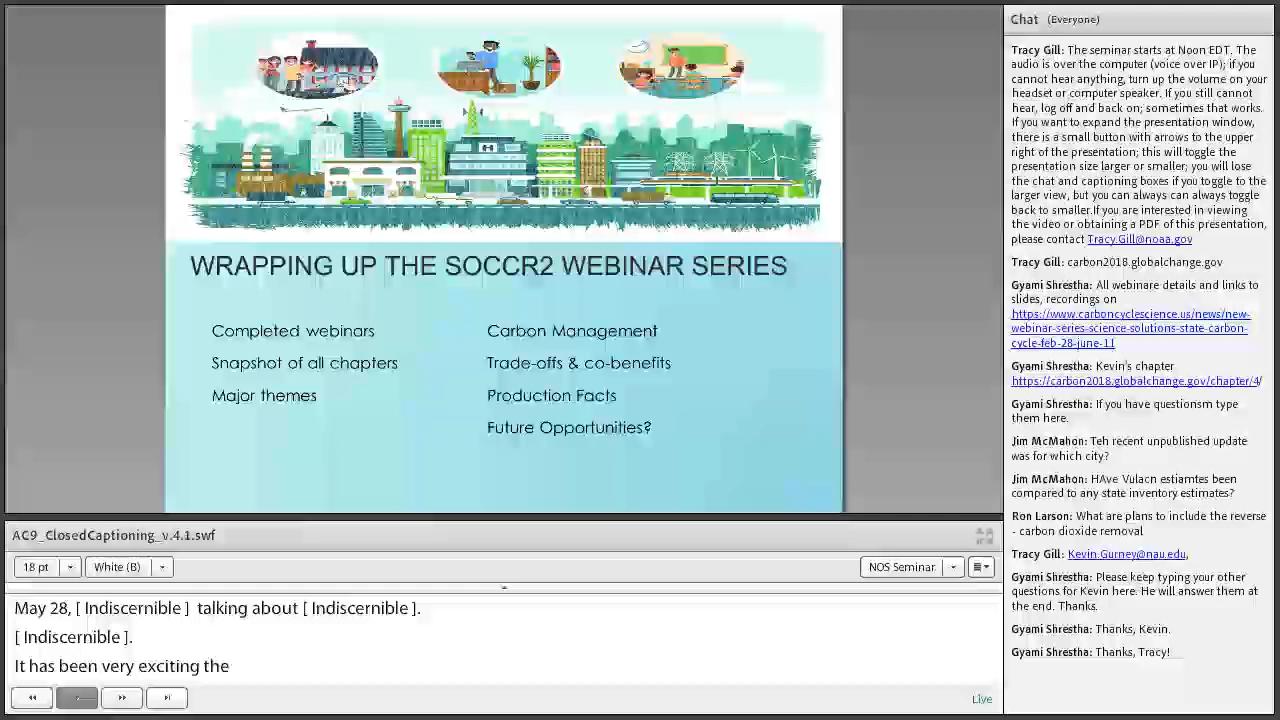 WRAPPING UP THE SOCCR2 WEBINAR SERIES
Completed webinars
Snapshot of all chapters
Major themes
Carbon Management
Trade-offs & co-benefits
Production Facts
Future Opportunities?
AC9_ClosedCaptioning_v.4.1.swf
18 pt
White (B)
NOS Seminar
May 28, [ Indiscernible ]  talking about [ Indiscernible ].
[ Indiscernible ].
It has been very exciting the
Live
Chat (Everyone)
Tracy Gill: The seminar starts at Noon EDT. The
audio is over the computer (voice over IP); if you
cannot hear anything, turn up the volume on your
headset or computer speaker. If you still cannot
hear, log off and back on; sometimes that works.
If you want to expand the presentation window,
there is a small button with arrows to the upper
right of the presentation; this will toggle the
presentation size larger or smaller; you will lose
the chat and captioning boxes if you toggle to the
larger view, but you can always can always toggle
back to smaller.If you are interested in viewing
the video or obtaining a PDF of this presentation,
please contact Tracy.Gill@noaa.gov
Tracy Gill: carbon2018.globalchange.gov
Gyami Shrestha: All webinare details and links to
slides, recordings on
https://www.carboncyclescience.us/news/new-
webinar-series-science-solutions-state-carbon-
cycle-feb-28-june-11
Gyami Shrestha: Kevin's chapter
https://carbon2018.globalchange.gov/chapter/4/
Gyami Shrestha: If you have questionsm type
them here.
Jim McMahon: Teh recent unpublished update
was for which city?
Jim McMahon: HAve Vulacn estiamtes been
compared to any state inventory estimates?
Ron Larson: What are plans to include the reverse
- carbon dioxide removal
Tracy Gill: Kevin.Gurney@nau.edu,
Gyami Shrestha: Please keep typing your other
questions for Kevin here. He will answer them at
the end. Thanks.
Gyami Shrestha: Thanks, Kevin.
Gyami Shrestha: Thanks, Tracy!